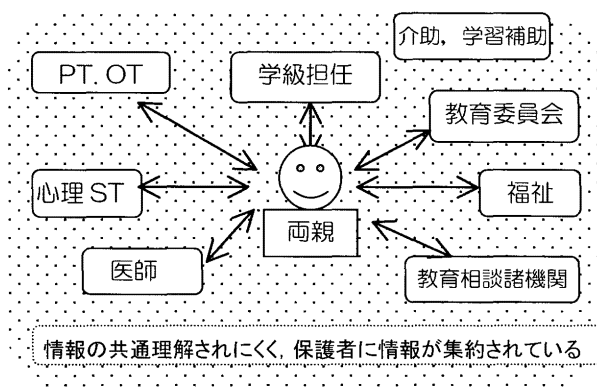 介助，学習補助
PT．OT
学級担任
教育委員会
心理 ST
福祉
両親
医師
教育相談諸機関
情報の共通理解されにくく，保護者に情報が集約されている